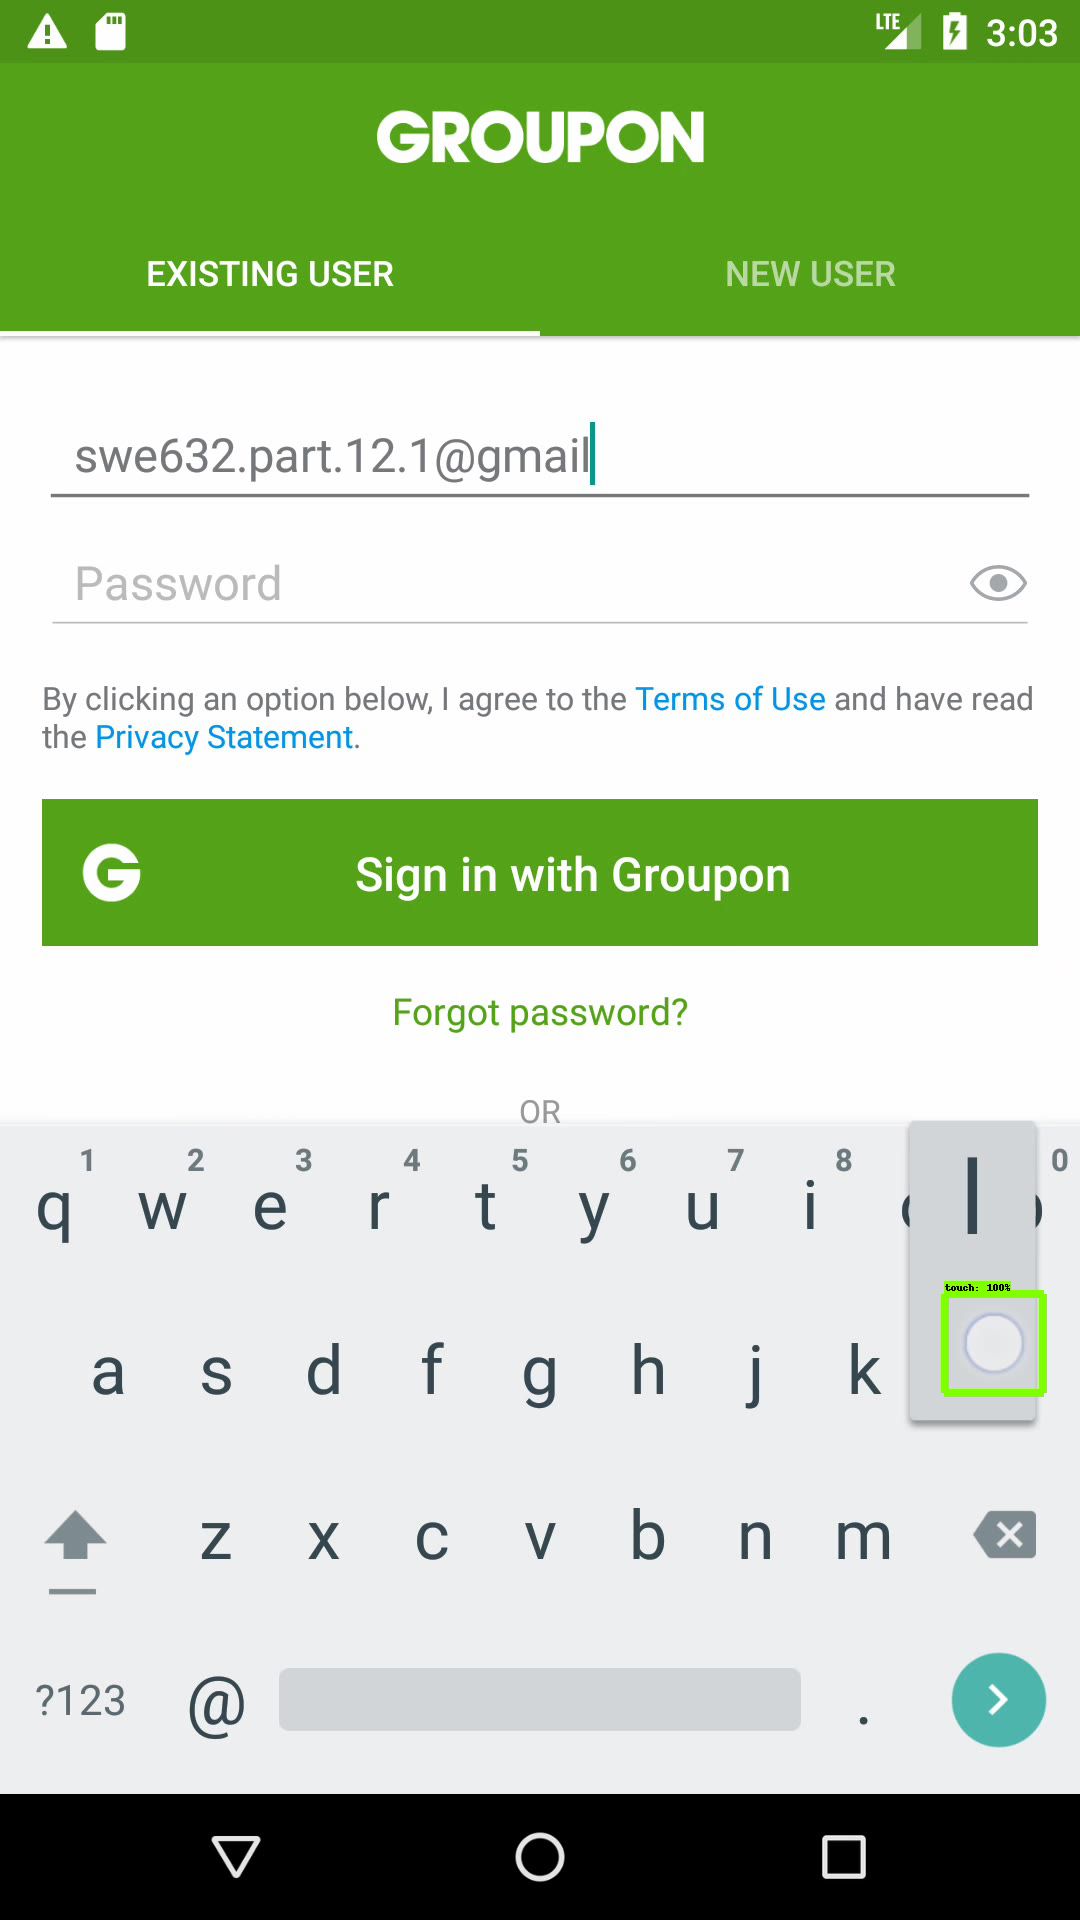 LTE 3:03
GROUPON
EXISTING USER NEW USER
swe632.part.12.1@gmail
Password
By clicking an option below, I agree to the Terms of Use and have read
the Privacy Statement.
G Sign in with Groupon
Forgot password?
OR
1 2 3 4 5 6 7 8 0
q w e r t y u i l
touch: 100%
a s d f g h j k
z x c v b n m
?123 @ .